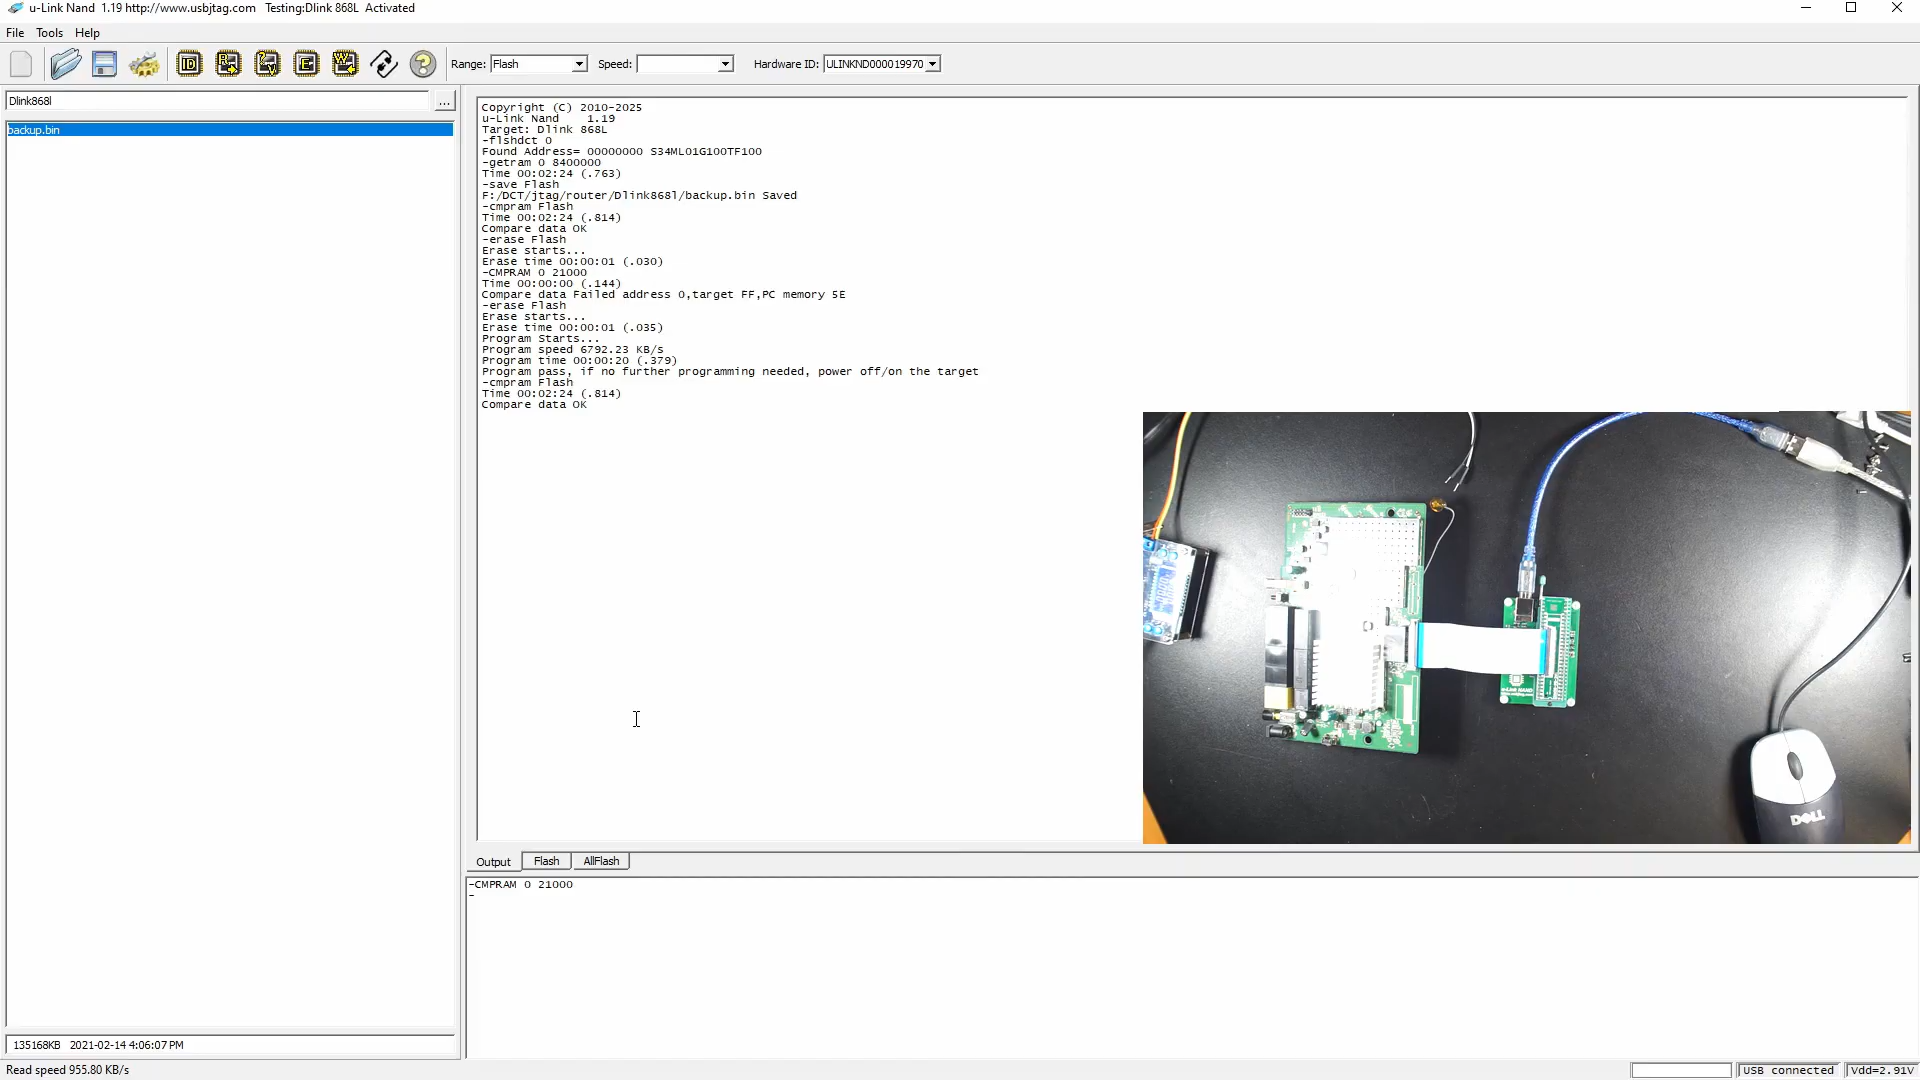 u-Link Nand 1.19 http://www.usbjtag.com Testing:Dlink 868L Activated
File Tools Help
ID R E W Range: Flash Speed: Hardware ID: ULINKND000019970
Dlink868l ...
backup.bin
Copyright (C) 2010-2025
u-Link Nand 1.19
Target: Dlink 868L
-flshdct 0
Found Address= 00000000 S34ML01G100TF100
-getram 0 8400000
Time 00:02:24 (.763)
-save Flash
F:/DCT/jtag/router/Dlink868l/backup.bin Saved
-cmpram Flash
Time 00:02:24 (.814)
Compare data OK
-erase Flash
Erase starts...
Erase time 00:00:01 (.030)
-CMPRAM 0 21000
Time 00:00:00 (.144)
Compare data Failed address 0,target FF,PC memory 5E
-erase Flash
Erase starts...
Erase time 00:00:01 (.035)
Program Starts...
Program speed 6792.23 KB/s
Program time 00:00:20 (.379)
Program pass, if no further programming needed, power off/on the target
-cmpram Flash
Time 00:02:24 (.814)
Compare data OK
u-Link NAND
DELL
Output Flash AllFlash
-CMPRAM 0 21000
-
135168KB 2021-02-14 4:06:07 PM
Read speed 955.80 KB/s USB connected Vdd=2.91V